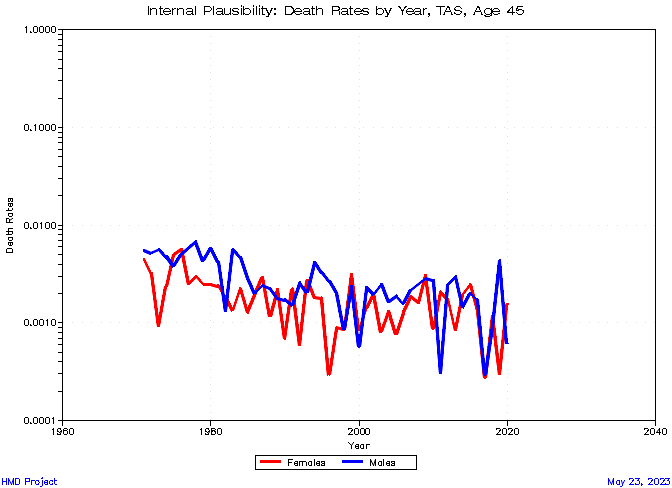 Internal Plausibility: Death Rates by Year, TAS, Age 45
1.0000
0.1000
0.0100
0.0010
0.0001
Death Rates
1960
1980
2000
2020
2040
Year
Females
Males
HMD Project
May 23, 2023